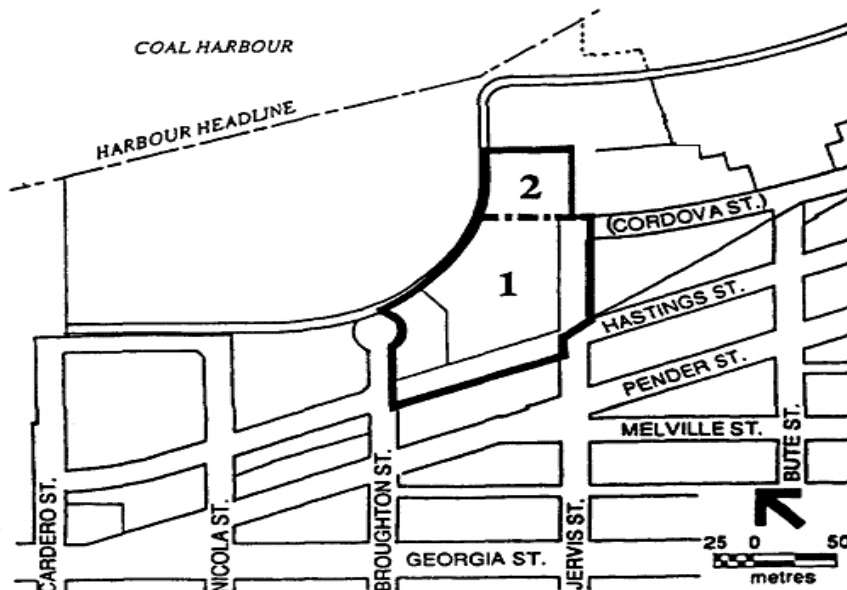 COAL HARBOUR
HARBOUR HEADLINE
2
(CORDOVA ST.)
1
HASTINGS ST.
PENDER ST.
MELVILLE ST.
BUTE ST.
CARDERO ST.
NICOLA ST.
BROUGHTON ST.
JERVIS ST.
GEORGIA ST.
25 0 50
metres